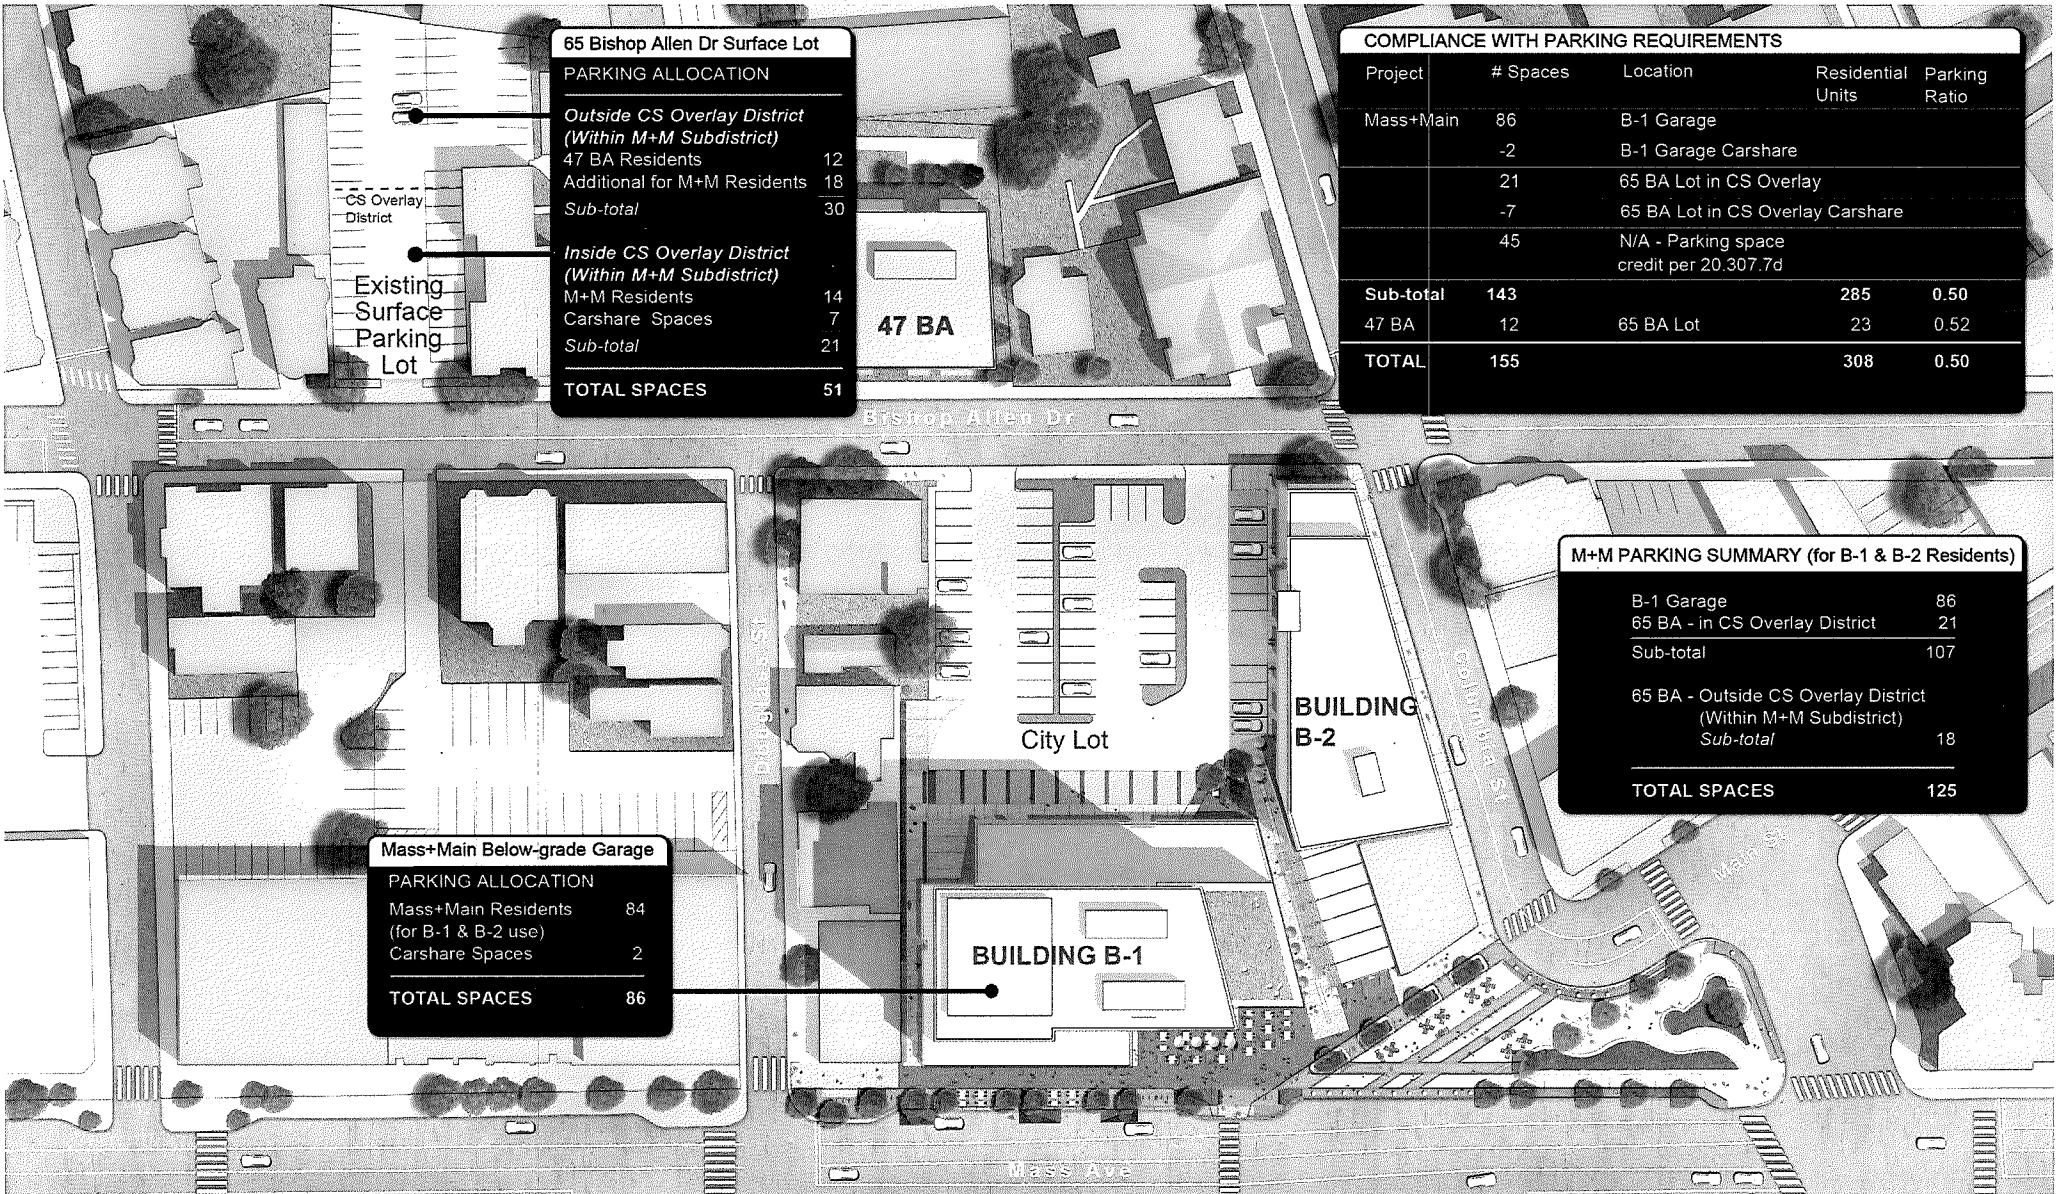 65 Bishop Allen Dr Surface Lot
PARKING ALLOCATION
Outside CS Overlay District
(Within M+M Subdistrict)
47 BA Residents 12
Additional for M+M Residents 18
Sub-total 30
Inside CS Overlay District
(Within M+M Subdistrict)
M+M Residents 14
Carshare Spaces 7
Sub-total 21
TOTAL SPACES 51
COMPLIANCE WITH PARKING REQUIREMENTS
Project # Spaces Location Residential Units Parking Ratio
Mass+Main 86 B-1 Garage
-2 B-1 Garage Carshare
21 65 BA Lot in CS Overlay
-7 65 BA Lot in CS Overlay Carshare
45 N/A - Parking space
credit per 20.307.7d
Sub-total 143 285 0.50
47 BA 12 65 BA Lot 23 0.52
TOTAL 155 308 0.50
CS Overlay
District
Existing
Surface
Parking
Lot
47 BA
Bishop Allen Dr
M+M PARKING SUMMARY (for B-1 & B-2 Residents)
B-1 Garage 86
65 BA - in CS Overlay District 21
Sub-total 107
65 BA - Outside CS Overlay District
(Within M+M Subdistrict)
Sub-total 18
TOTAL SPACES 125
Douglass St
Columbia St
BUILDING
B-2
City Lot
Main St
Mass+Main Below-grade Garage
PARKING ALLOCATION
Mass+Main Residents 84
(for B-1 & B-2 use)
Carshare Spaces 2
TOTAL SPACES 86
BUILDING B-1
Mass Ave